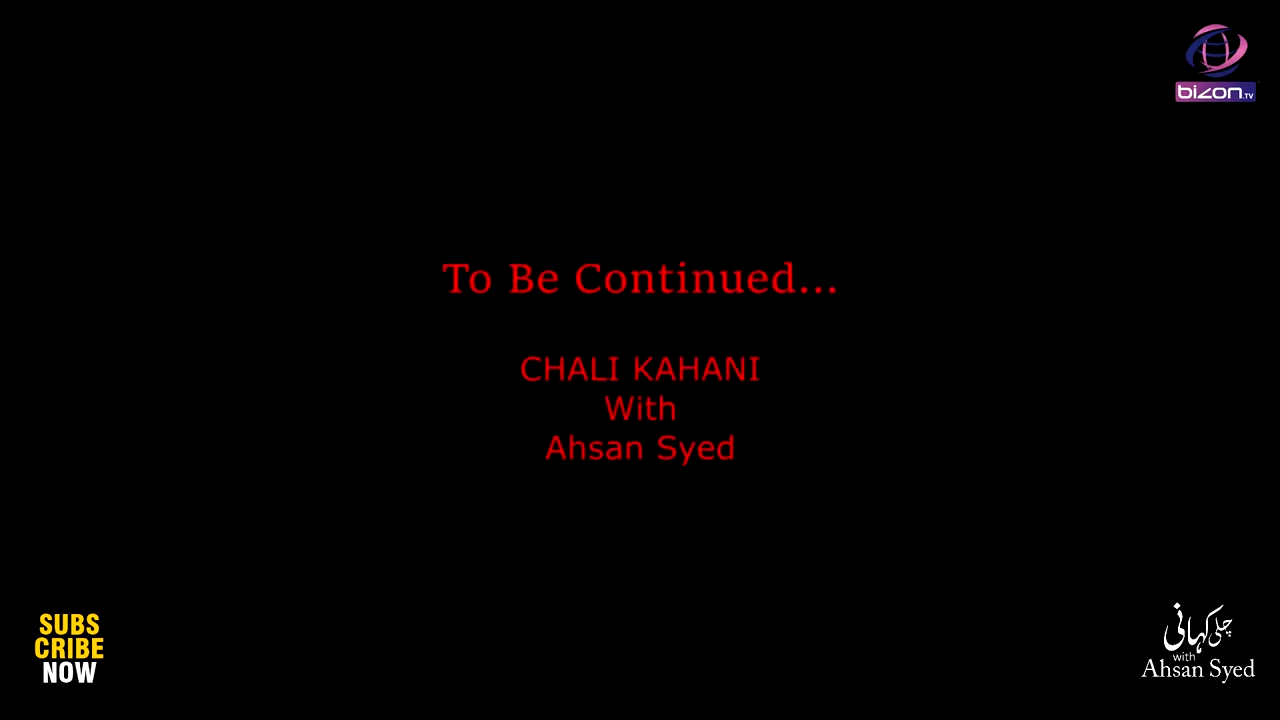 bizon.TV
To Be Continued...
CHALI KAHANI
With
Ahsan Syed
SUBS
CRIBE
NOW
چلی کہانی
with
Ahsan Syed